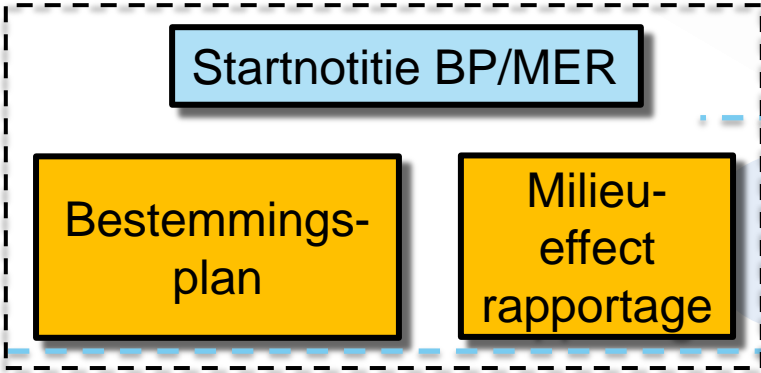 Startnotitie BP/MER
Bestemmings-
plan
Milieu-
effect
rapportage